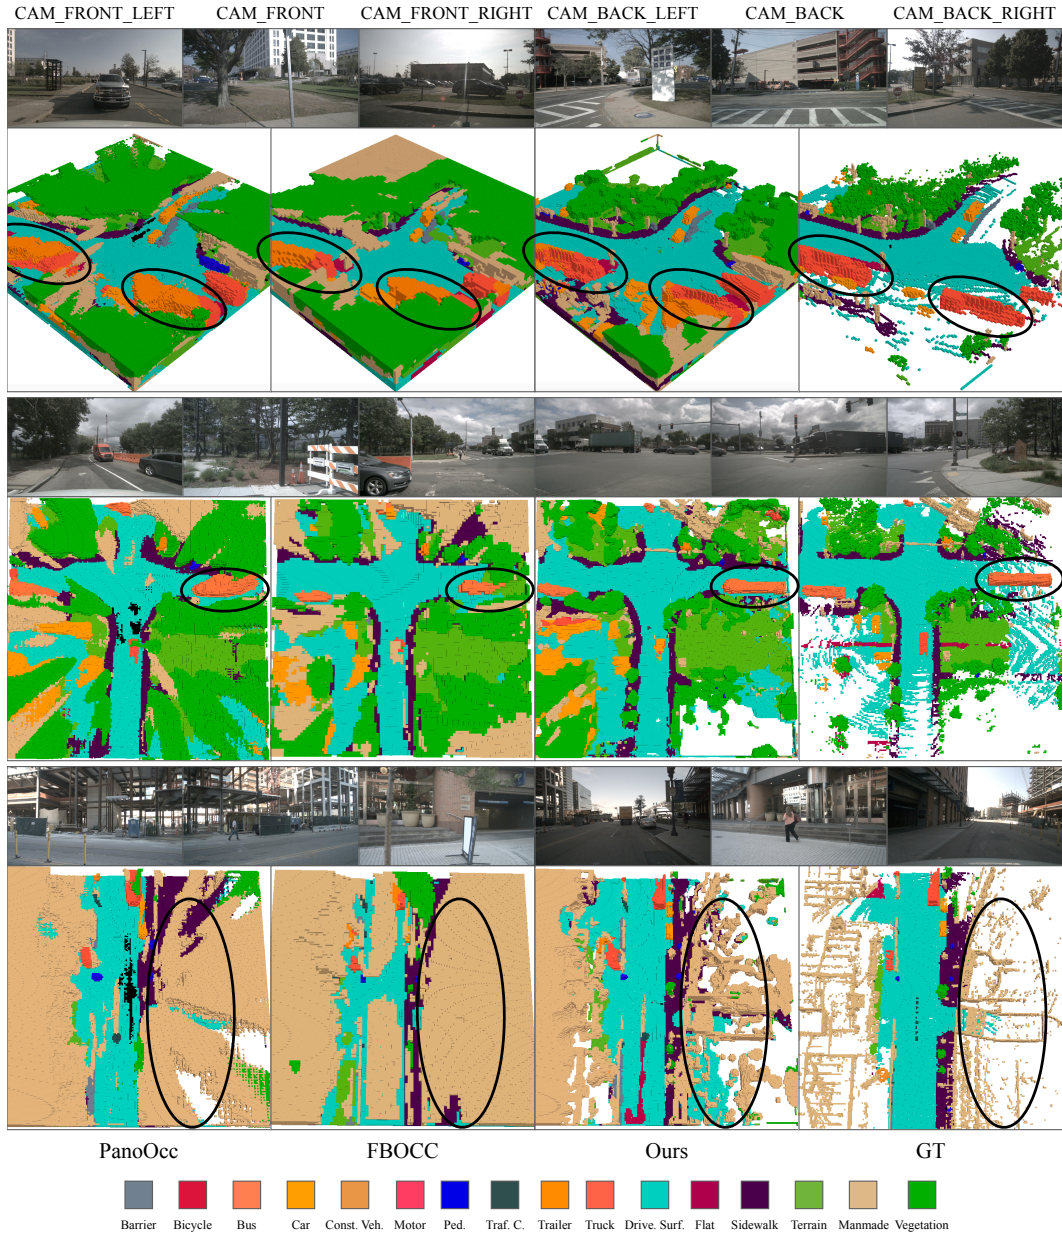 CAM_FRONT_LEFT CAM_FRONT CAM_FRONT_RIGHT CAM_BACK_LEFT CAM_BACK CAM_BACK_RIGHT
PanoOcc FBOCC Ours GT
Barrier Bicycle Bus Car Const. Veh. Motor Ped. Traf. C. Trailer Truck Drive. Surf. Flat Sidewalk Terrain Manmade Vegetation